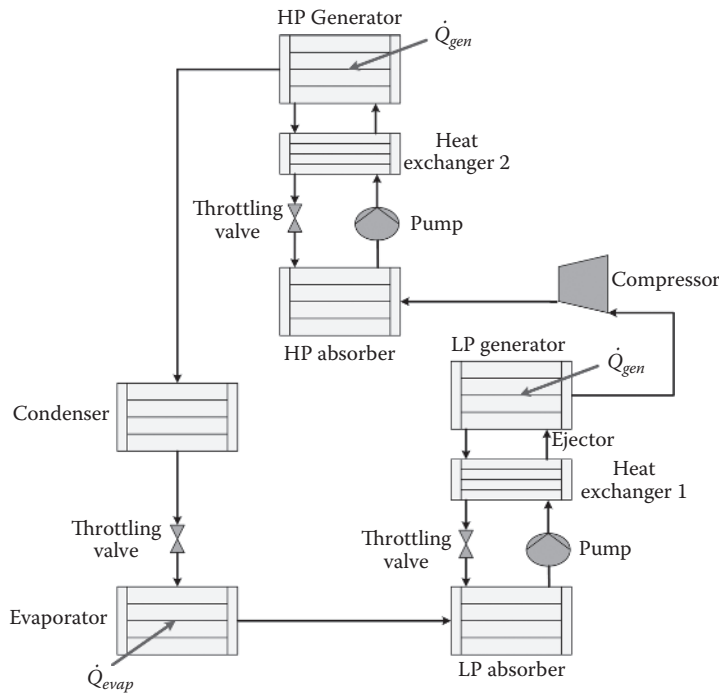 HP Generator
Q̇gen
Heat
exchanger 2
Throttling
valve
Pump
Compressor
HP absorber
LP generator
Q̇gen
Condenser
Ejector
Heat
exchanger 1
Throttling
valve
Throttling
valve
Pump
Evaporator
Q̇evap
LP absorber